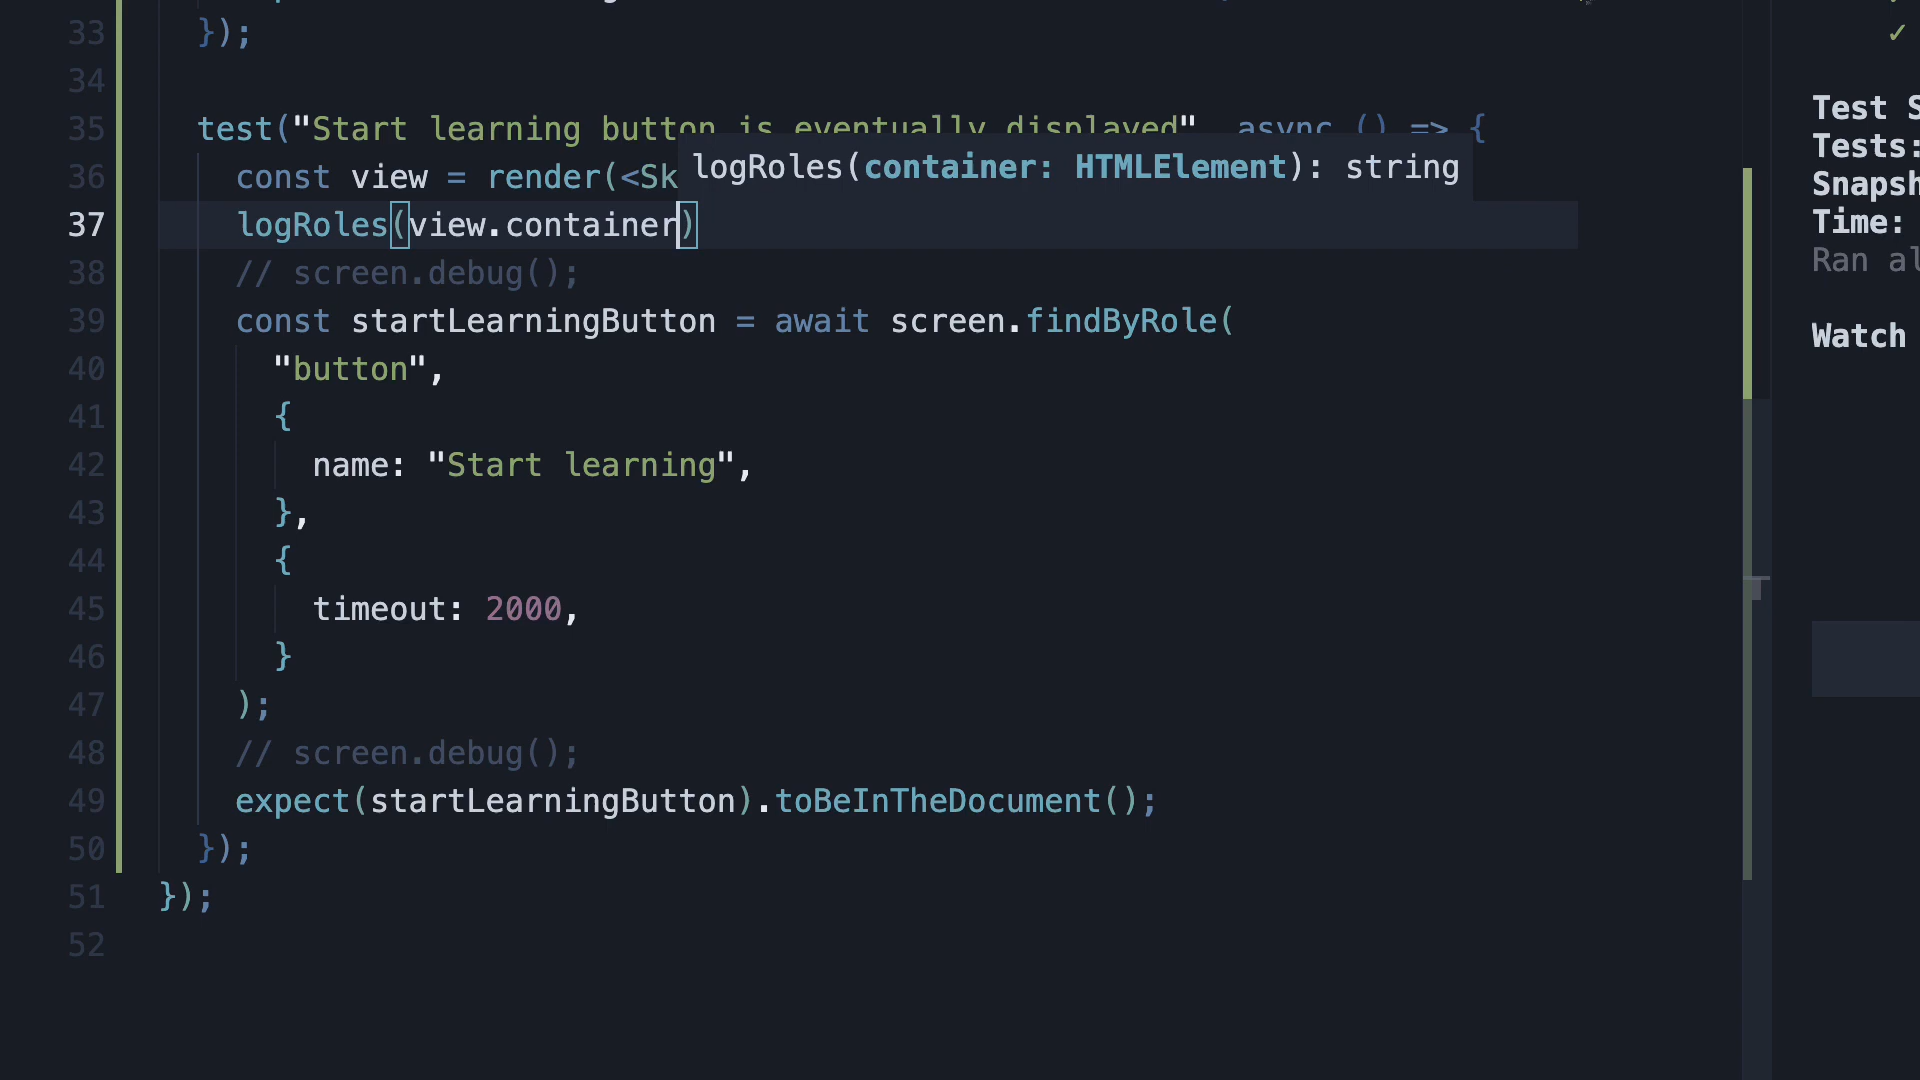 33 });
34
35 test("Start learning button is eventually displayed", async () => {
36 const view = render(<Sk
logRoles(container: HTMLElement): string
37 logRoles(view.container)
38 // screen.debug();
39 const startLearningButton = await screen.findByRole(
40 "button",
41 {
42 name: "Start learning",
43 },
44 {
45 timeout: 2000,
46 }
47 );
48 // screen.debug();
49 expect(startLearningButton).toBeInTheDocument();
50 });
51 });
52
✓
Test S
Tests:
Snapsh
Time:
Ran al
Watch